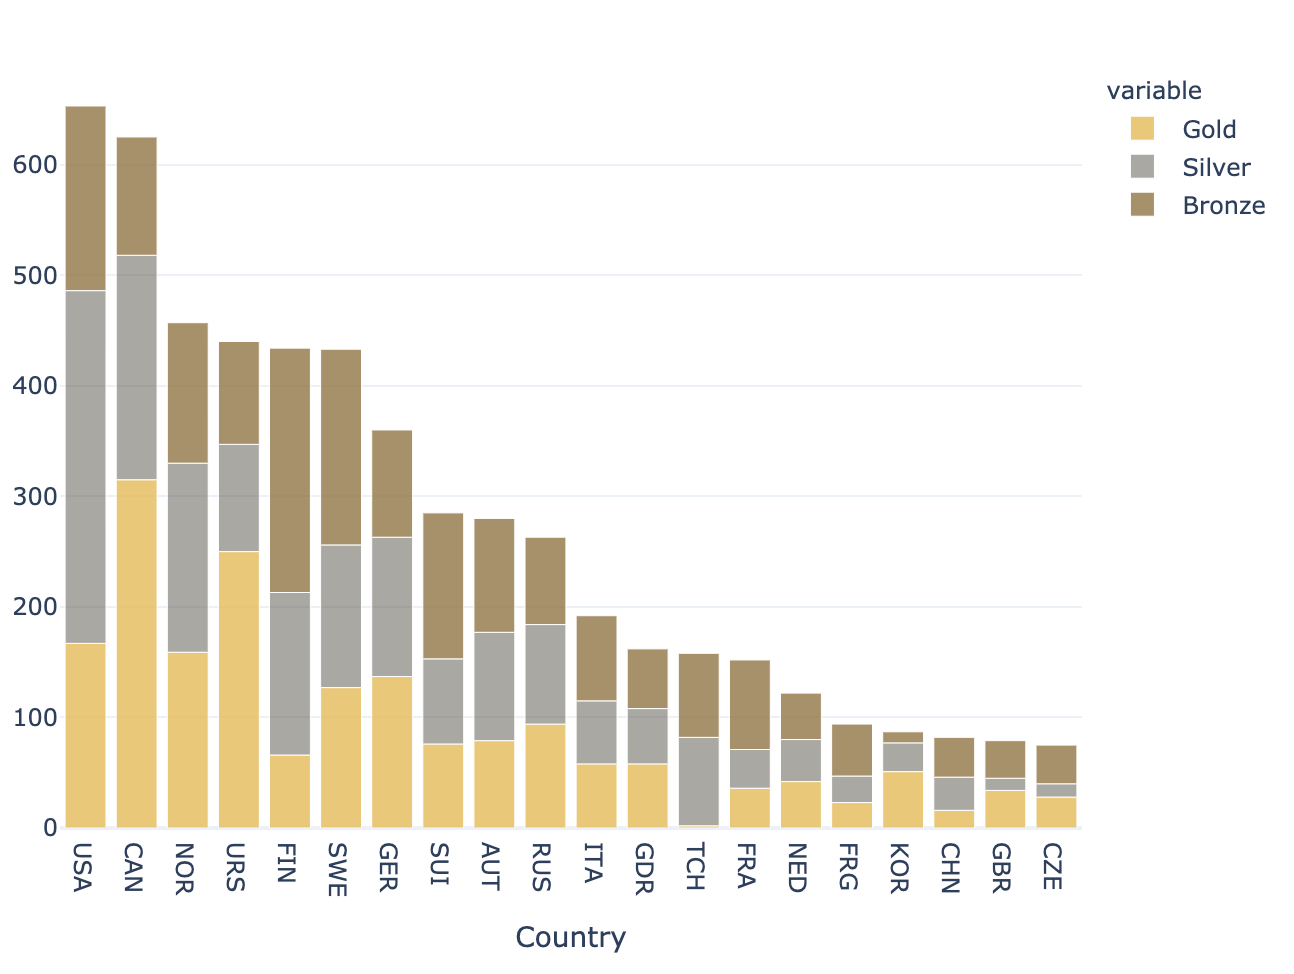 variable
Gold
Silver
Bronze
600
500
400
300
200
100
0
USA
CAN
NOR
URS
FIN
SWE
GER
SUI
AUT
RUS
ITA
GDR
TCH
FRA
NED
FRG
KOR
CHN
GBR
CZE
Country